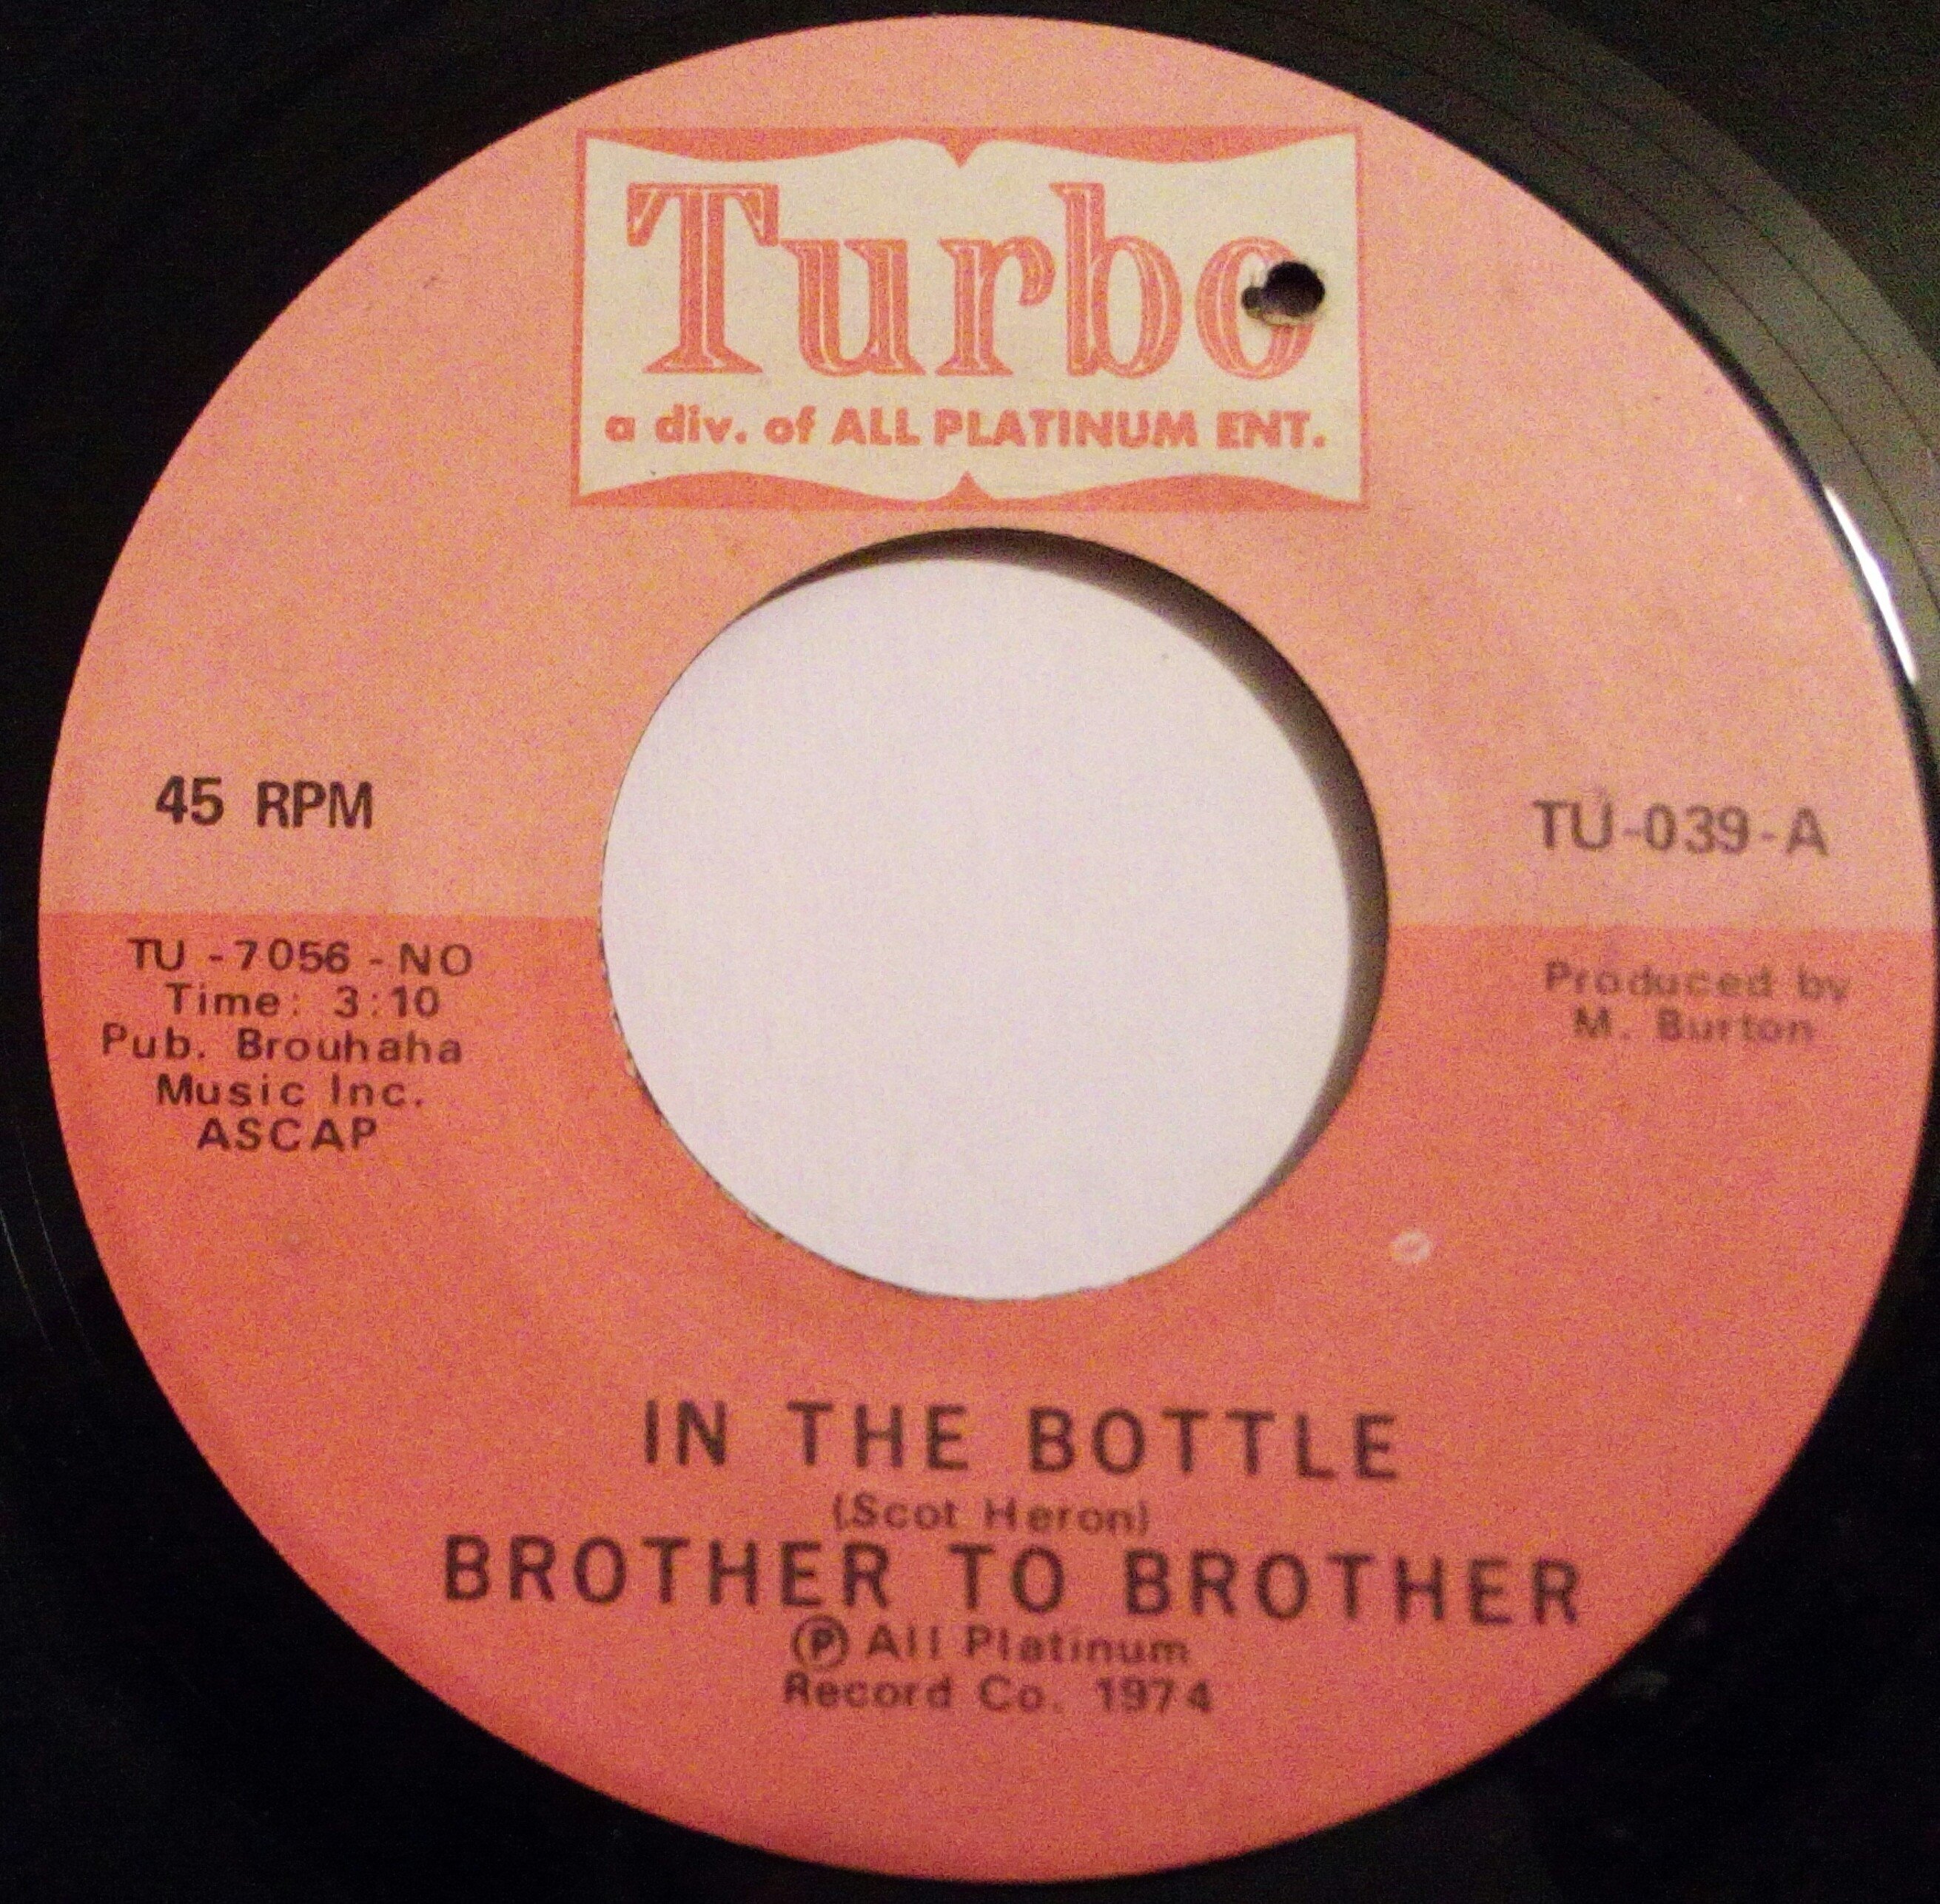 Turbo
a div. of ALL PLATINUM ENT.
45 RPM
TU-039-A
TU -7056 - NO
Time: 3:10
Pub. Brouhaha
Music Inc.
ASCAP
Produced by
M. Burton
IN THE BOTTLE
(Scot Heron)
BROTHER TO BROTHER
Ⓟ All Platinum
Record Co. 1974